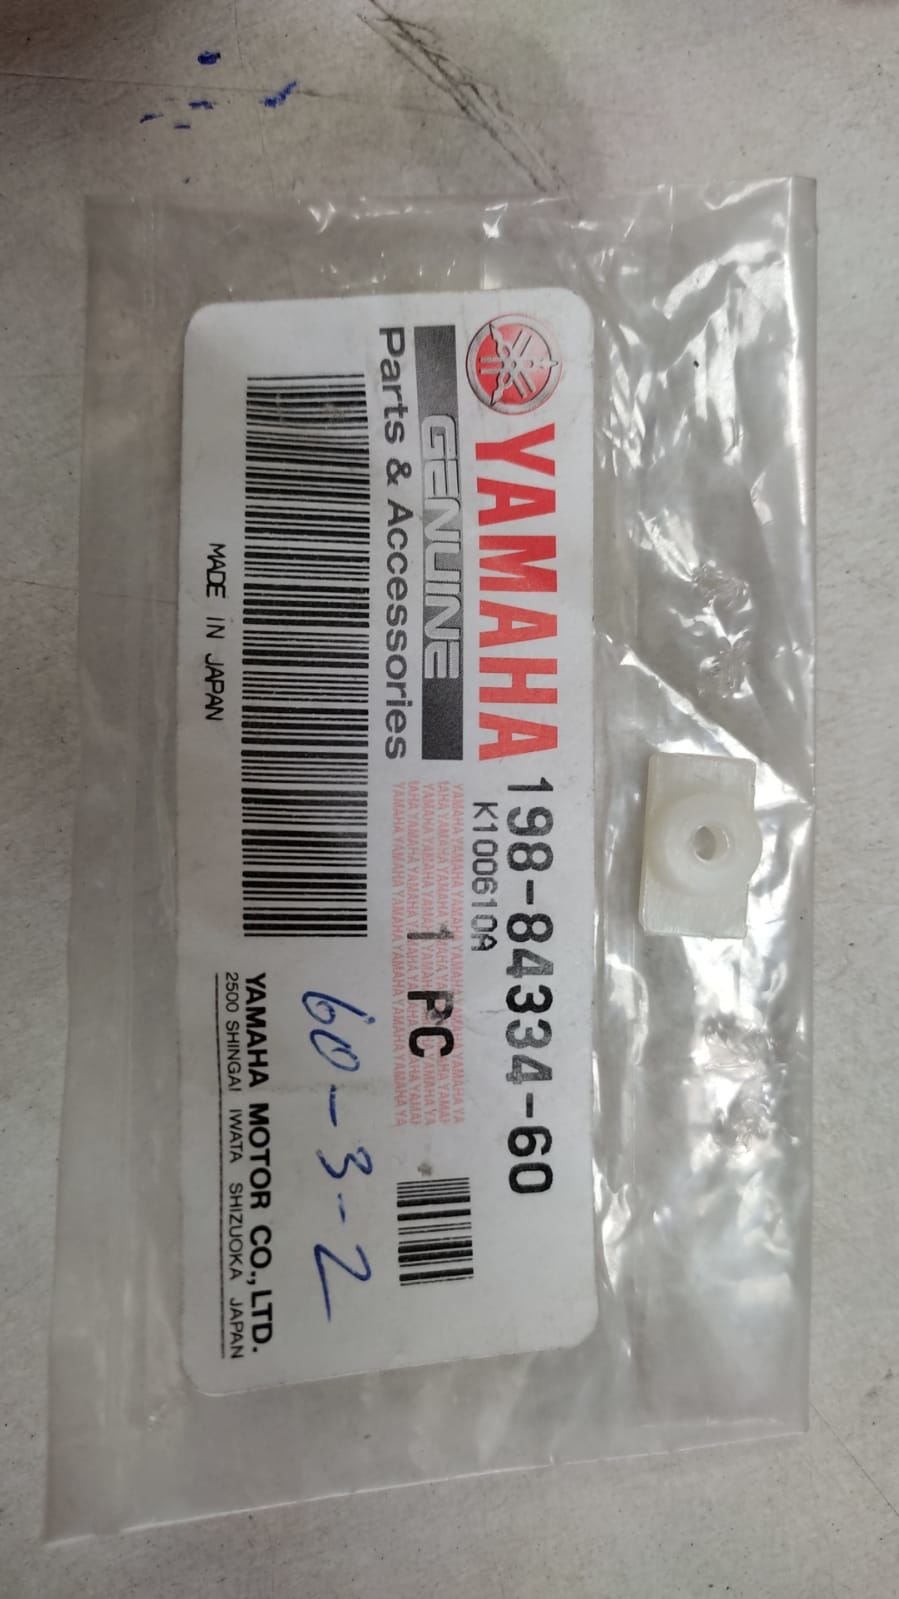 YAMAHA
GENUINE
Parts & Accessories
198-84334-60
K100610A
1 PC
MADE IN JAPAN
60-3-2
YAMAHA MOTOR CO., LTD.
2500 SHINGAI IWATA SHIZUOKA JAPAN